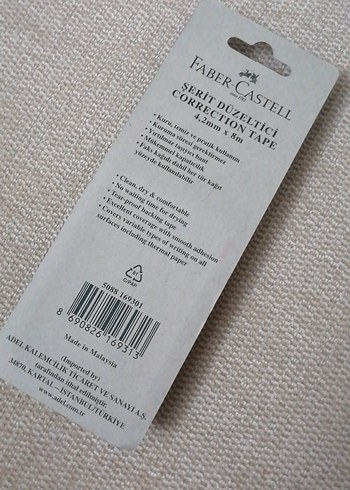 FABER-CASTELL
ŞERİT DÜZELTİCİ
CORRECTION TAPE
4,2mm x 8m
• Kuru, temiz ve pratik kullanım
• Kuruma süresi gerektirmez
• Yırtılmaz taşıyıcı bant
• Mükemmel kapatıcılık
• Faks kağıdı dahil her tür kağıt
yüzeyde kullanılabilir.
• Clean, dry & comfortable
• No waiting time for drying
• Tear-proof backing tape
• Excellent coverage with smooth adhesion
• Covers variable types of writing on all
surfaces including thermal paper
C/PAP
5088 169301
8 690826 169313
Made in Malaysia
(Imported by)
ADEL KALEMCİLİK TİCARET VE SANAYİ A.Ş.
tarafından ithal edilmiştir.
34870, KARTAL—İSTANBUL/TÜRKİYE
www.adel.com.tr